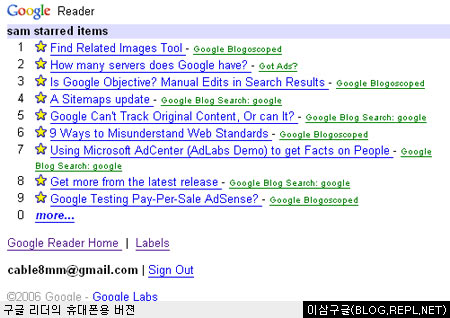 Google Reader
sam starred items
1 Find Related Images Tool - Google Blogoscoped
2 How many servers does Google have? - Got Ads?
3 Is Google Objective? Manual Edits in Search Results - Google Blogoscoped
4 A Sitemaps update - Google Blog Search: google
5 Google Can't Track Original Content, Or can It? - Google Blog Search: google
6 9 Ways to Misunderstand Web Standards - Google Blogoscoped
7 Using Microsoft AdCenter (AdLabs Demo) to get Facts on People - Google
Blog Search: google
8 Get more from the latest release - Google Blog Search: google
9 Google Testing Pay-Per-Sale AdSense? - Google Blogoscoped
0 more...
Google Reader Home | Labels
cable8mm@gmail.com | Sign Out
©2006 Google - Google Labs
구글 리더의 휴대폰용 버젼 이삼구글(BLOG.REPL.NET)